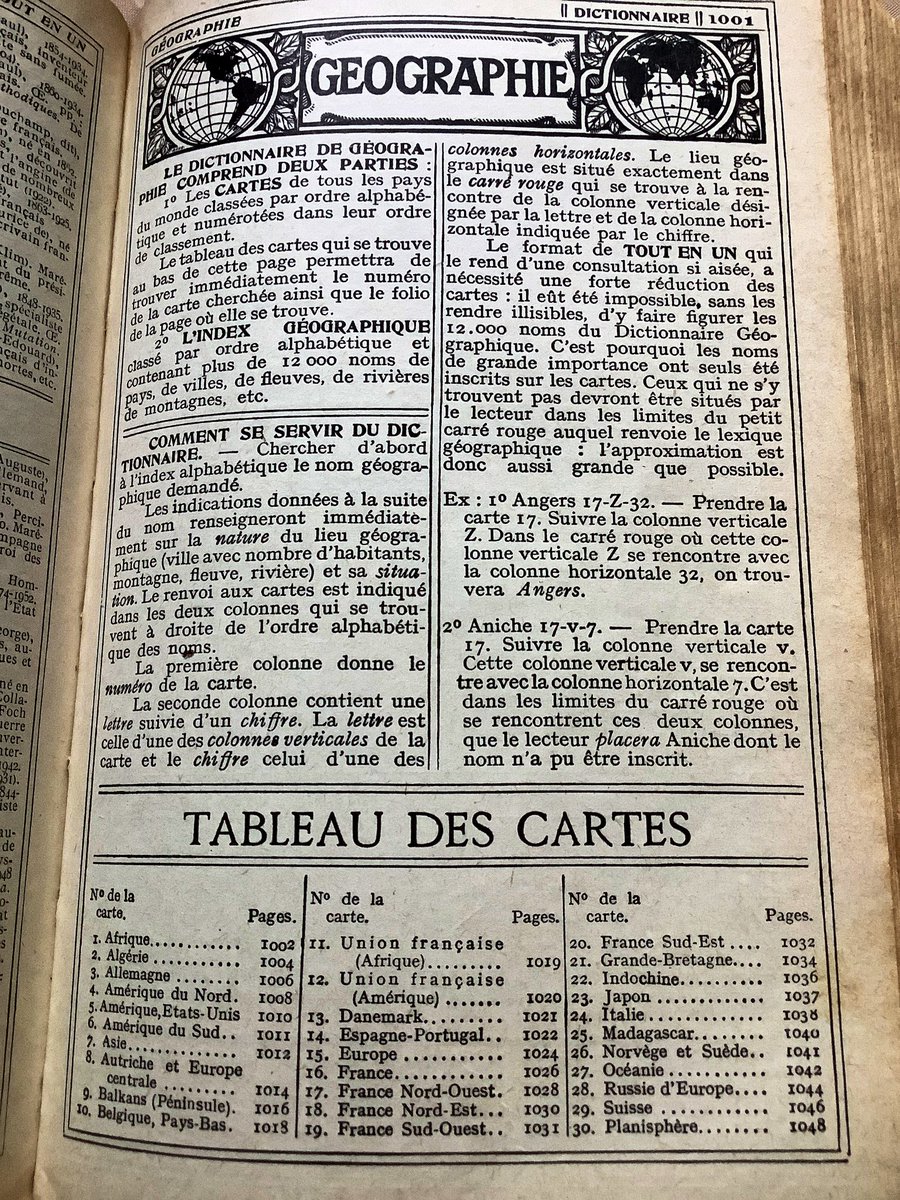 OUT EN UN
GÉOGRAPHIE
|| DICTIONNAIRE || 1001
GÉOGRAPHIE
LE DICTIONNAIRE DE GÉOGRA-
PHIE COMPREND DEUX PARTIES :
1º Les CARTES de tous les pays
du monde classées par ordre alphabé-
tique et numérotées dans leur ordre
de classement.
Le tableau des cartes qui se trouve
au bas de cette page permettra de
trouver immédiatement le numéro
de la carte cherchée ainsi que le folio
de la page où elle se trouve.
2º L'INDEX GÉOGRAPHIQUE
classé par ordre alphabétique et
contenant plus de 12 000 noms de
pays, de villes, de fleuves, de rivières
de montagnes, etc.
COMMENT SE SERVIR DU DIC-
TIONNAIRE. — Chercher d'abord
à l'index alphabétique le nom géogra-
phique demandé.
Les indications données à la suite
du nom renseigneront immédiate-
ment sur la nature du lieu géogra-
phique (ville avec nombre d'habitants,
montagne, fleuve, rivière) et sa situa-
tion. Le renvoi aux cartes est indiqué
dans les deux colonnes qui se trou-
vent à droite de l'ordre alphabéti-
que des noms.
La première colonne donne le
numéro de la carte.
La seconde colonne contient une
lettre suivie d'un chiffre. La lettre est
celle d'une des colonnes verticales de la
carte et le chiffre celui d'une des
colonnes horizontales. Le lieu géo-
graphique est situé exactement dans
le carré rouge qui se trouve à la ren-
contre de la colonne verticale dési-
gnée par la lettre et de la colonne hori-
zontale indiquée par le chiffre.
Le format de TOUT EN UN qui
le rend d'une consultation si aisée, a
nécessité une forte réduction des
cartes : il eût été impossible, sans les
rendre illisibles, d'y faire figurer les
12.000 noms du Dictionnaire Géo-
graphique. C'est pourquoi les noms
de grande importance ont seuls été
inscrits sur les cartes. Ceux qui ne s'y
trouvent pas devront être situés par
le lecteur dans les limites du petit
carré rouge auquel renvoie le lexique
géographique : l'approximation est
donc aussi grande que possible.
Ex : 1º Angers 17-Z-32. — Prendre la
carte 17. Suivre la colonne verticale
Z. Dans le carré rouge où cette co-
lonne verticale Z se rencontre avec
la colonne horizontale 32, on trou-
vera Angers.
2º Aniche 17-v-7. — Prendre la carte
17. Suivre la colonne verticale v.
Cette colonne verticale v, se rencon-
tre avec la colonne horizontale 7. C'est
dans les limites du carré rouge où
se rencontrent ces deux colonnes,
que le lecteur placera Aniche dont le
nom n'a pu être inscrit.
TABLEAU DES CARTES
Nº de la
carte. Pages.
1. Afrique............ 1002
2. Algérie ........... 1004
3. Allemagne ........ 1006
4. Amérique du Nord. 1008
5. Amérique, Etats-Unis 1010
6. Amérique du Sud.. 1011
7. Asie.............. 1012
8. Autriche et Europe
centrale ......... 1014
9. Balkans (Péninsule). 1016
10. Belgique, Pays-Bas. 1018
Nº de la
carte. Pages.
11. Union française
(Afrique)......... 1019
12. Union française
(Amérique) ....... 1020
13. Danemark........ 1021
14. Espagne-Portugal.. 1022
15. Europe ........... 1024
16. France............ 1026
17. France Nord-Ouest. 1028
18. France Nord-Est... 1030
19. France Sud-Ouest.. 1031
Nº de la
carte. Pages.
20. France Sud-Est .... 1032
21. Grande-Bretagne.... 1034
22. Indochine.......... 1036
23. Japon ............. 1037
24. Italie .............. 1038
25. Madagascar........ 1040
26. Norvège et Suède.. 1041
27. Océanie ........... 1042
28. Russie d'Europe.... 1044
29. Suisse ............ 1046
30. Planisphère........ 1048